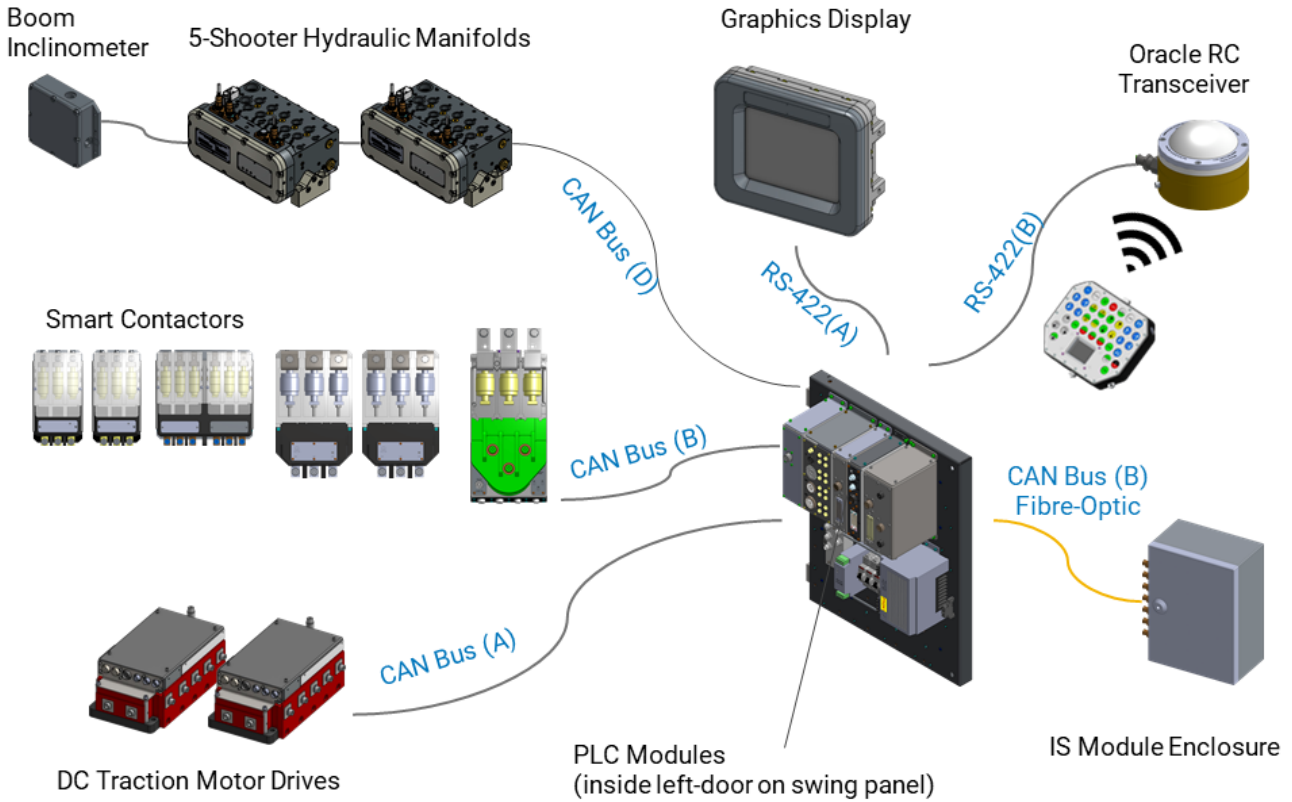 Boom
Inclinometer
5-Shooter Hydraulic Manifolds
Graphics Display
Oracle RC
Transceiver
CAN Bus (D)
RS-422(A)
RS-422(B)
Smart Contactors
CAN Bus (B)
CAN Bus (B)
Fibre-Optic
CAN Bus (A)
DC Traction Motor Drives
PLC Modules
(inside left-door on swing panel)
IS Module Enclosure